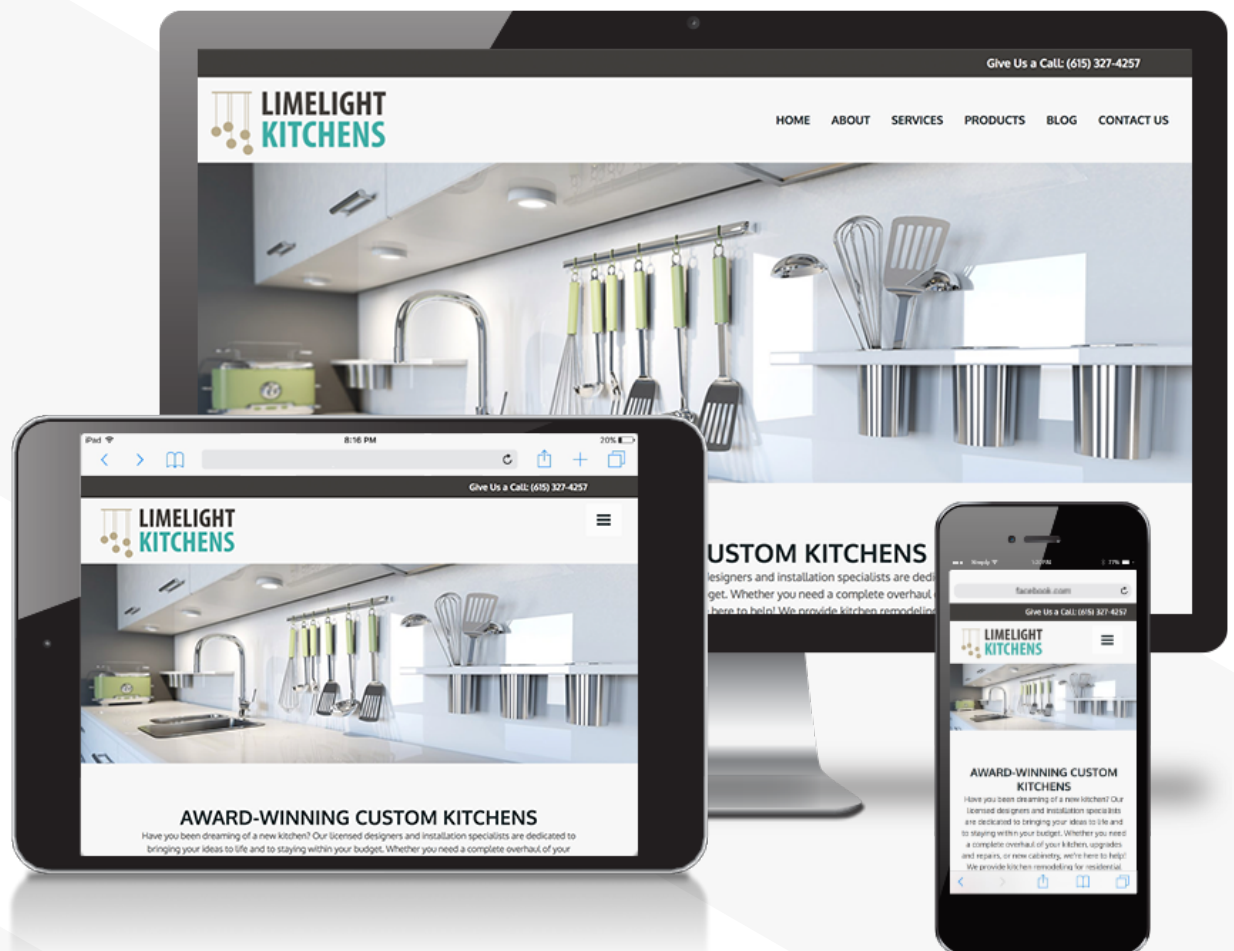 Give Us a Call: (615) 327-4257
LIMELIGHT
KITCHENS
HOME ABOUT SERVICES PRODUCTS BLOG CONTACT US
USTOM KITCHENS
esigners and installation specialists are dedi
get. Whether you need a complete overhaul
here to help! We provide kitchen remodeling
iPad 8:16 PM 20%
Give Us a Call: (615) 327-4257
LIMELIGHT
KITCHENS
AWARD-WINNING CUSTOM KITCHENS
Have you been dreaming of a new kitchen? Our licensed designers and installation specialists are dedicated to
bringing your ideas to life and to staying within your budget. Whether you need a complete overhaul of your
77%
facebook.com
Give Us a Call: (615) 327-4257
LIMELIGHT
KITCHENS
AWARD-WINNING CUSTOM
KITCHENS
Have you been dreaming of a new kitchen? Our
licensed designers and installation specialists
are dedicated to bringing your ideas to life and
to staying within your budget. Whether you need
a complete overhaul of your kitchen, upgrades
and repairs, or new cabinetry, we're here to help!
We provide kitchen remodeling for residential